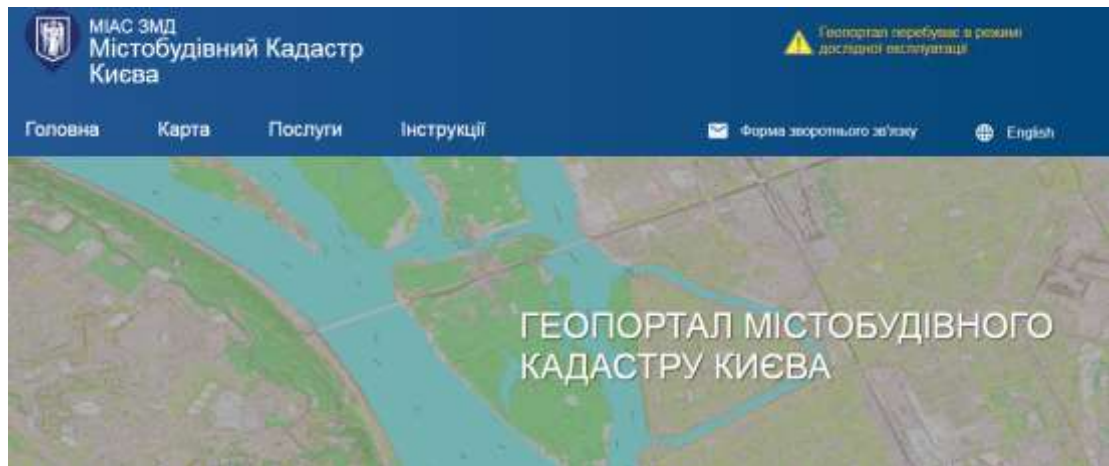 МІАС ЗМД
Містобудівний Кадастр
Києва
Геопортал перебуває в режимі
дослідної експлуатації
Головна
Карта
Послуги
Інструкції
Форма зворотнього зв'язку
English
ГЕОПОРТАЛ МІСТОБУДІВНОГО
КАДАСТРУ КИЄВА